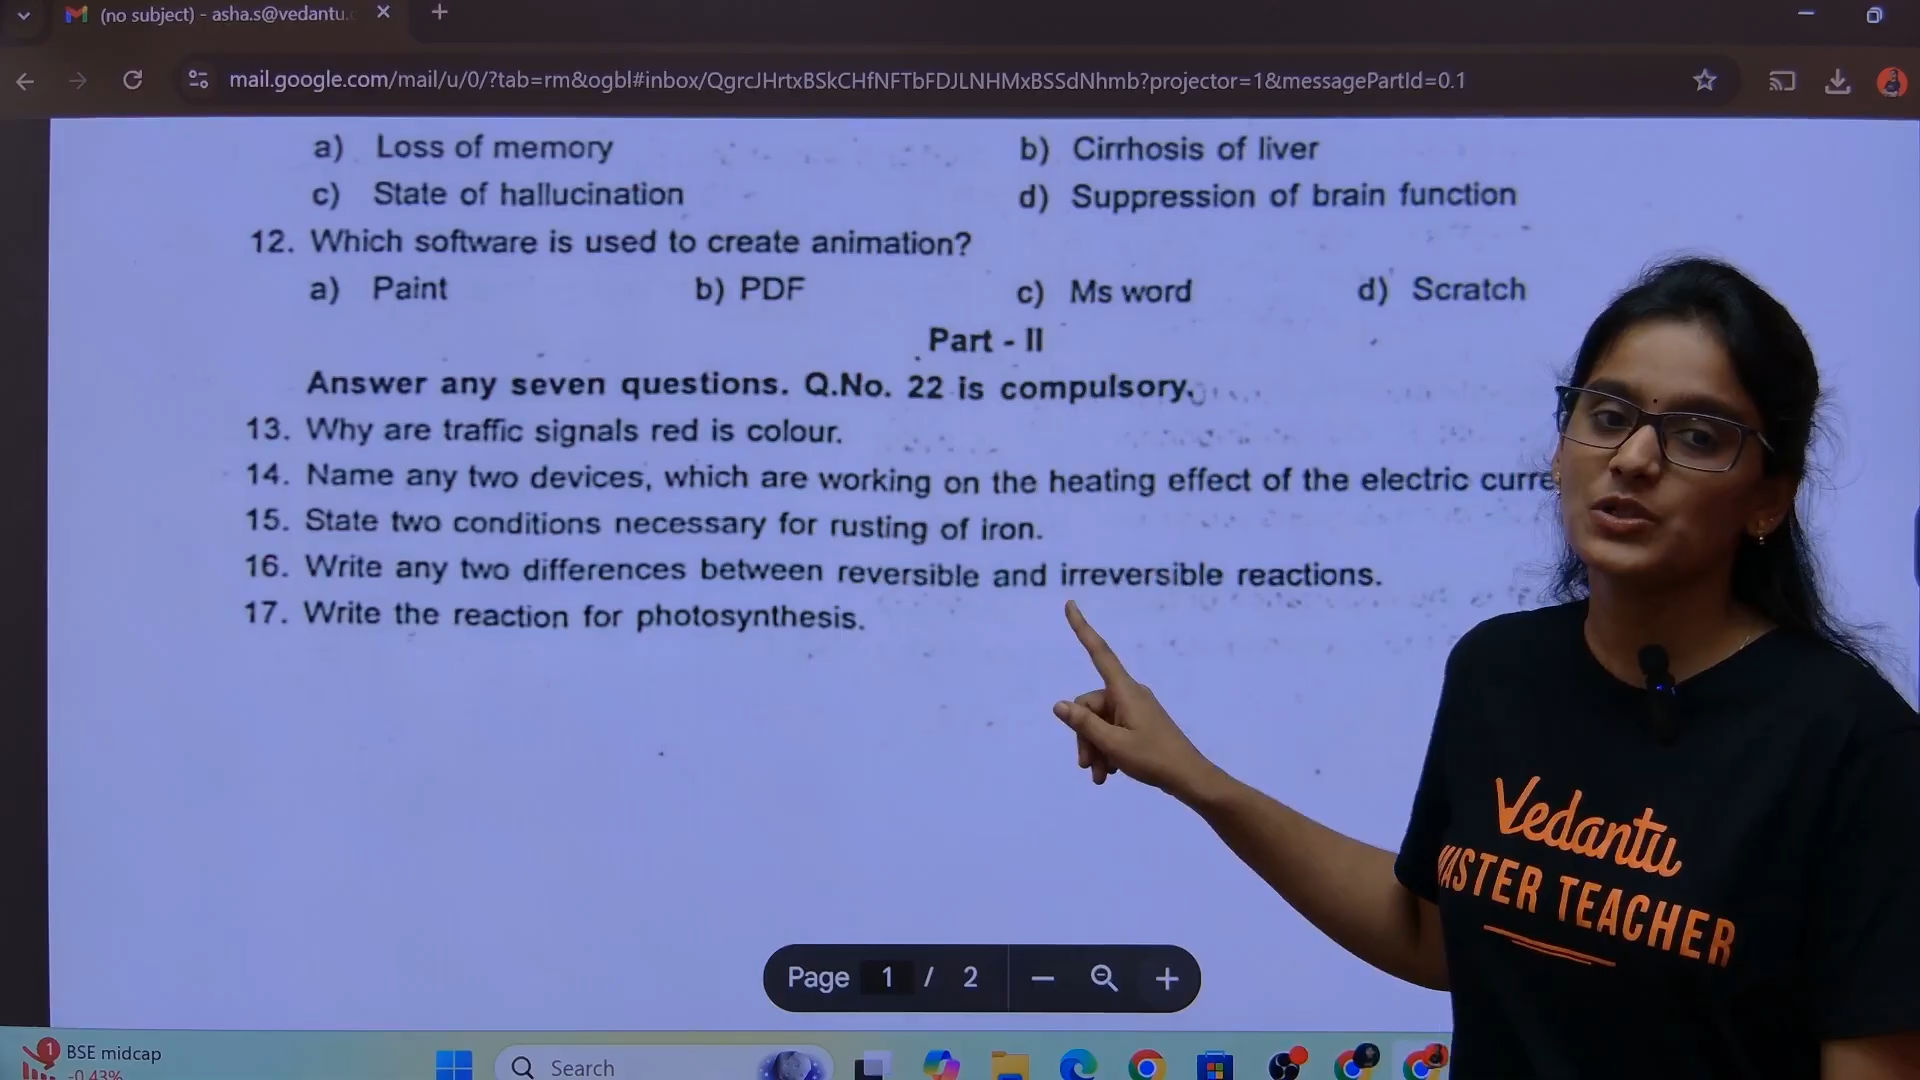 (no subject) - asha.s@vedantu.c
mail.google.com/mail/u/0/?tab=rm&ogbl#inbox/QgrcJHrtxBSkCHfNFTbFDJLNHMxBSSdNhmb?projector=1&messagePartId=0.1
a) Loss of memory b) Cirrhosis of liver
c) State of hallucination d) Suppression of brain function
12. Which software is used to create animation?
a) Paint b) PDF c) Ms word d) Scratch
Part - II
Answer any seven questions. Q.No. 22 is compulsory.
13. Why are traffic signals red is colour.
14. Name any two devices, which are working on the heating effect of the electric curre
15. State two conditions necessary for rusting of iron.
16. Write any two differences between reversible and irreversible reactions.
17. Write the reaction for photosynthesis.
Vedantu
MASTER TEACHER
Page 1 / 2
1
BSE midcap
-0.43%
Search